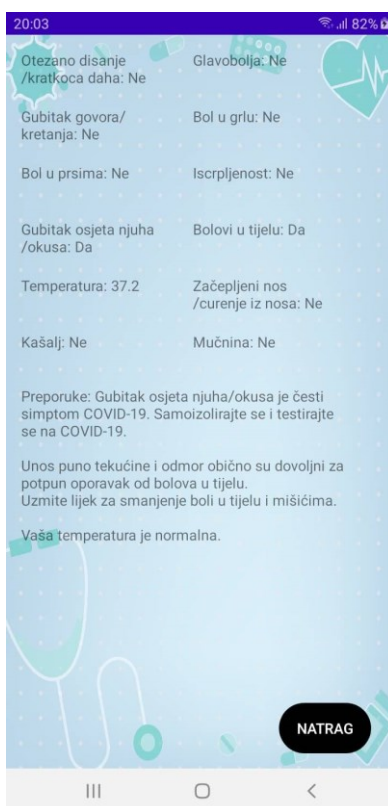 20:03 82%
Otezano disanje
/kratkoca daha: Ne
Glavobolja: Ne
Gubitak govora/
kretanja: Ne
Bol u grlu: Ne
Bol u prsima: Ne
Iscrpljenost: Ne
Gubitak osjeta njuha
/okusa: Da
Bolovi u tijelu: Da
Temperatura: 37.2
Začepljeni nos
/curenje iz nosa: Ne
Kašalj: Ne
Mučnina: Ne
Preporuke: Gubitak osjeta njuha/okusa je česti
simptom COVID-19. Samoizolirajte se i testirajte
se na COVID-19.
Unos puno tekućine i odmor obično su dovoljni za
potpun oporavak od bolova u tijelu.
Uzmite lijek za smanjenje boli u tijelu i mišićima.
Vaša temperatura je normalna.
NATRAG